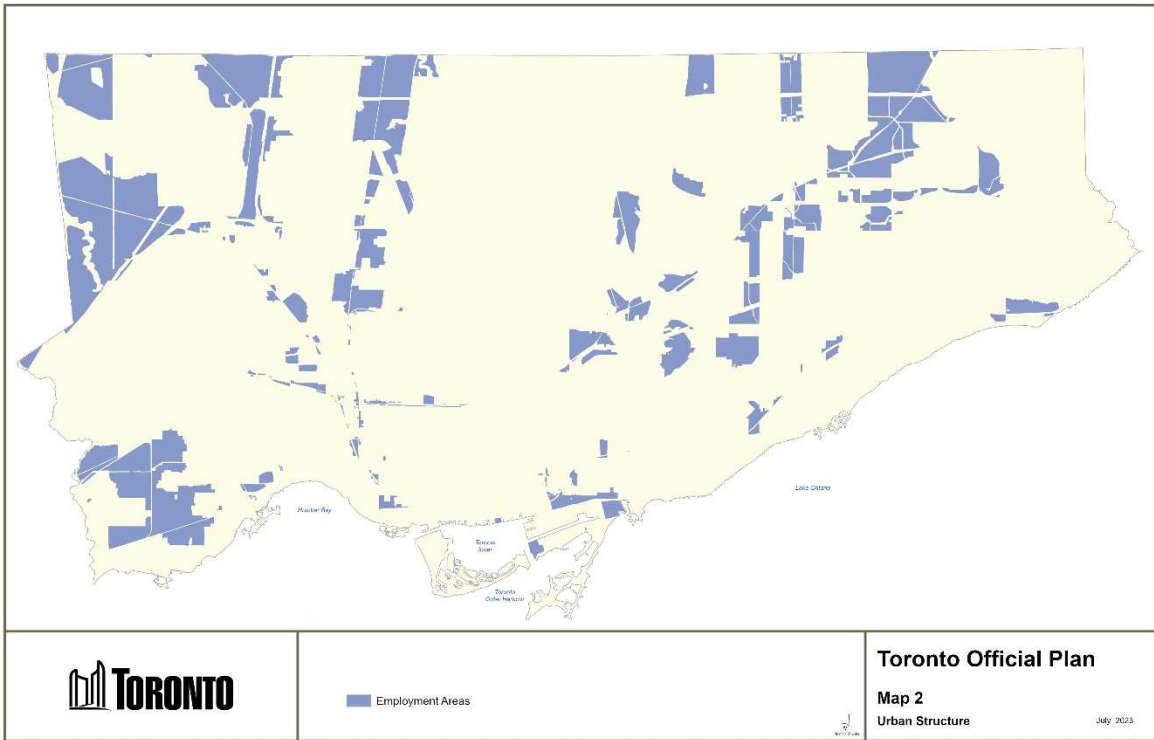 Lake Ontario
Humber Bay
Toronto
Inner
Toronto
Outer Harbour
TORONTO
Employment Areas
Toronto Official Plan
Map 2
Urban Structure
July 2023